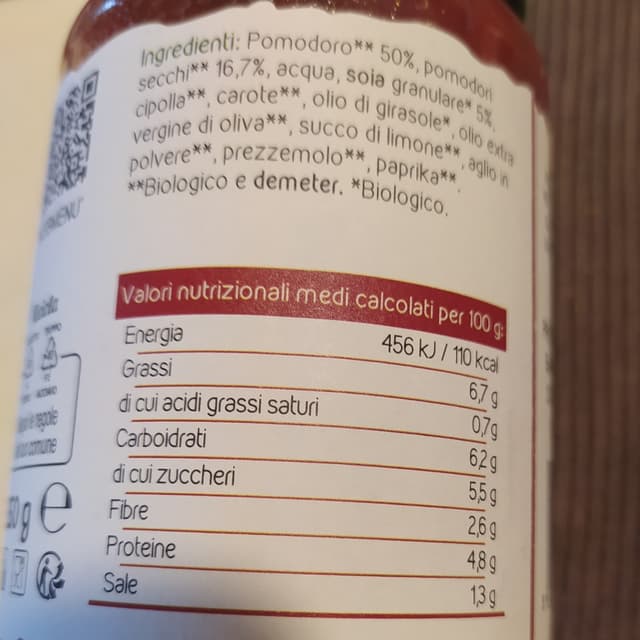 Ingredienti: Pomodoro** 50%, pomodori
secchi** 16,7%, acqua, soia granulare* 5%,
cipolla**, carote**, olio di girasole*, olio extra
vergine di oliva**, succo di limone**, aglio in
polvere**, prezzemolo**, paprika**.
**Biologico e demeter. *Biologico.
Valori nutrizionali medi calcolati per 100 g:
Energia 456 kJ / 110 kcal
Grassi 6,7 g
di cui acidi grassi saturi 0,7g
Carboidrati 6,2 g
di cui zuccheri 5,5 g
Fibre 2,6 g
Proteine 4,8 g
Sale 1,3 g
regole
comune
g e